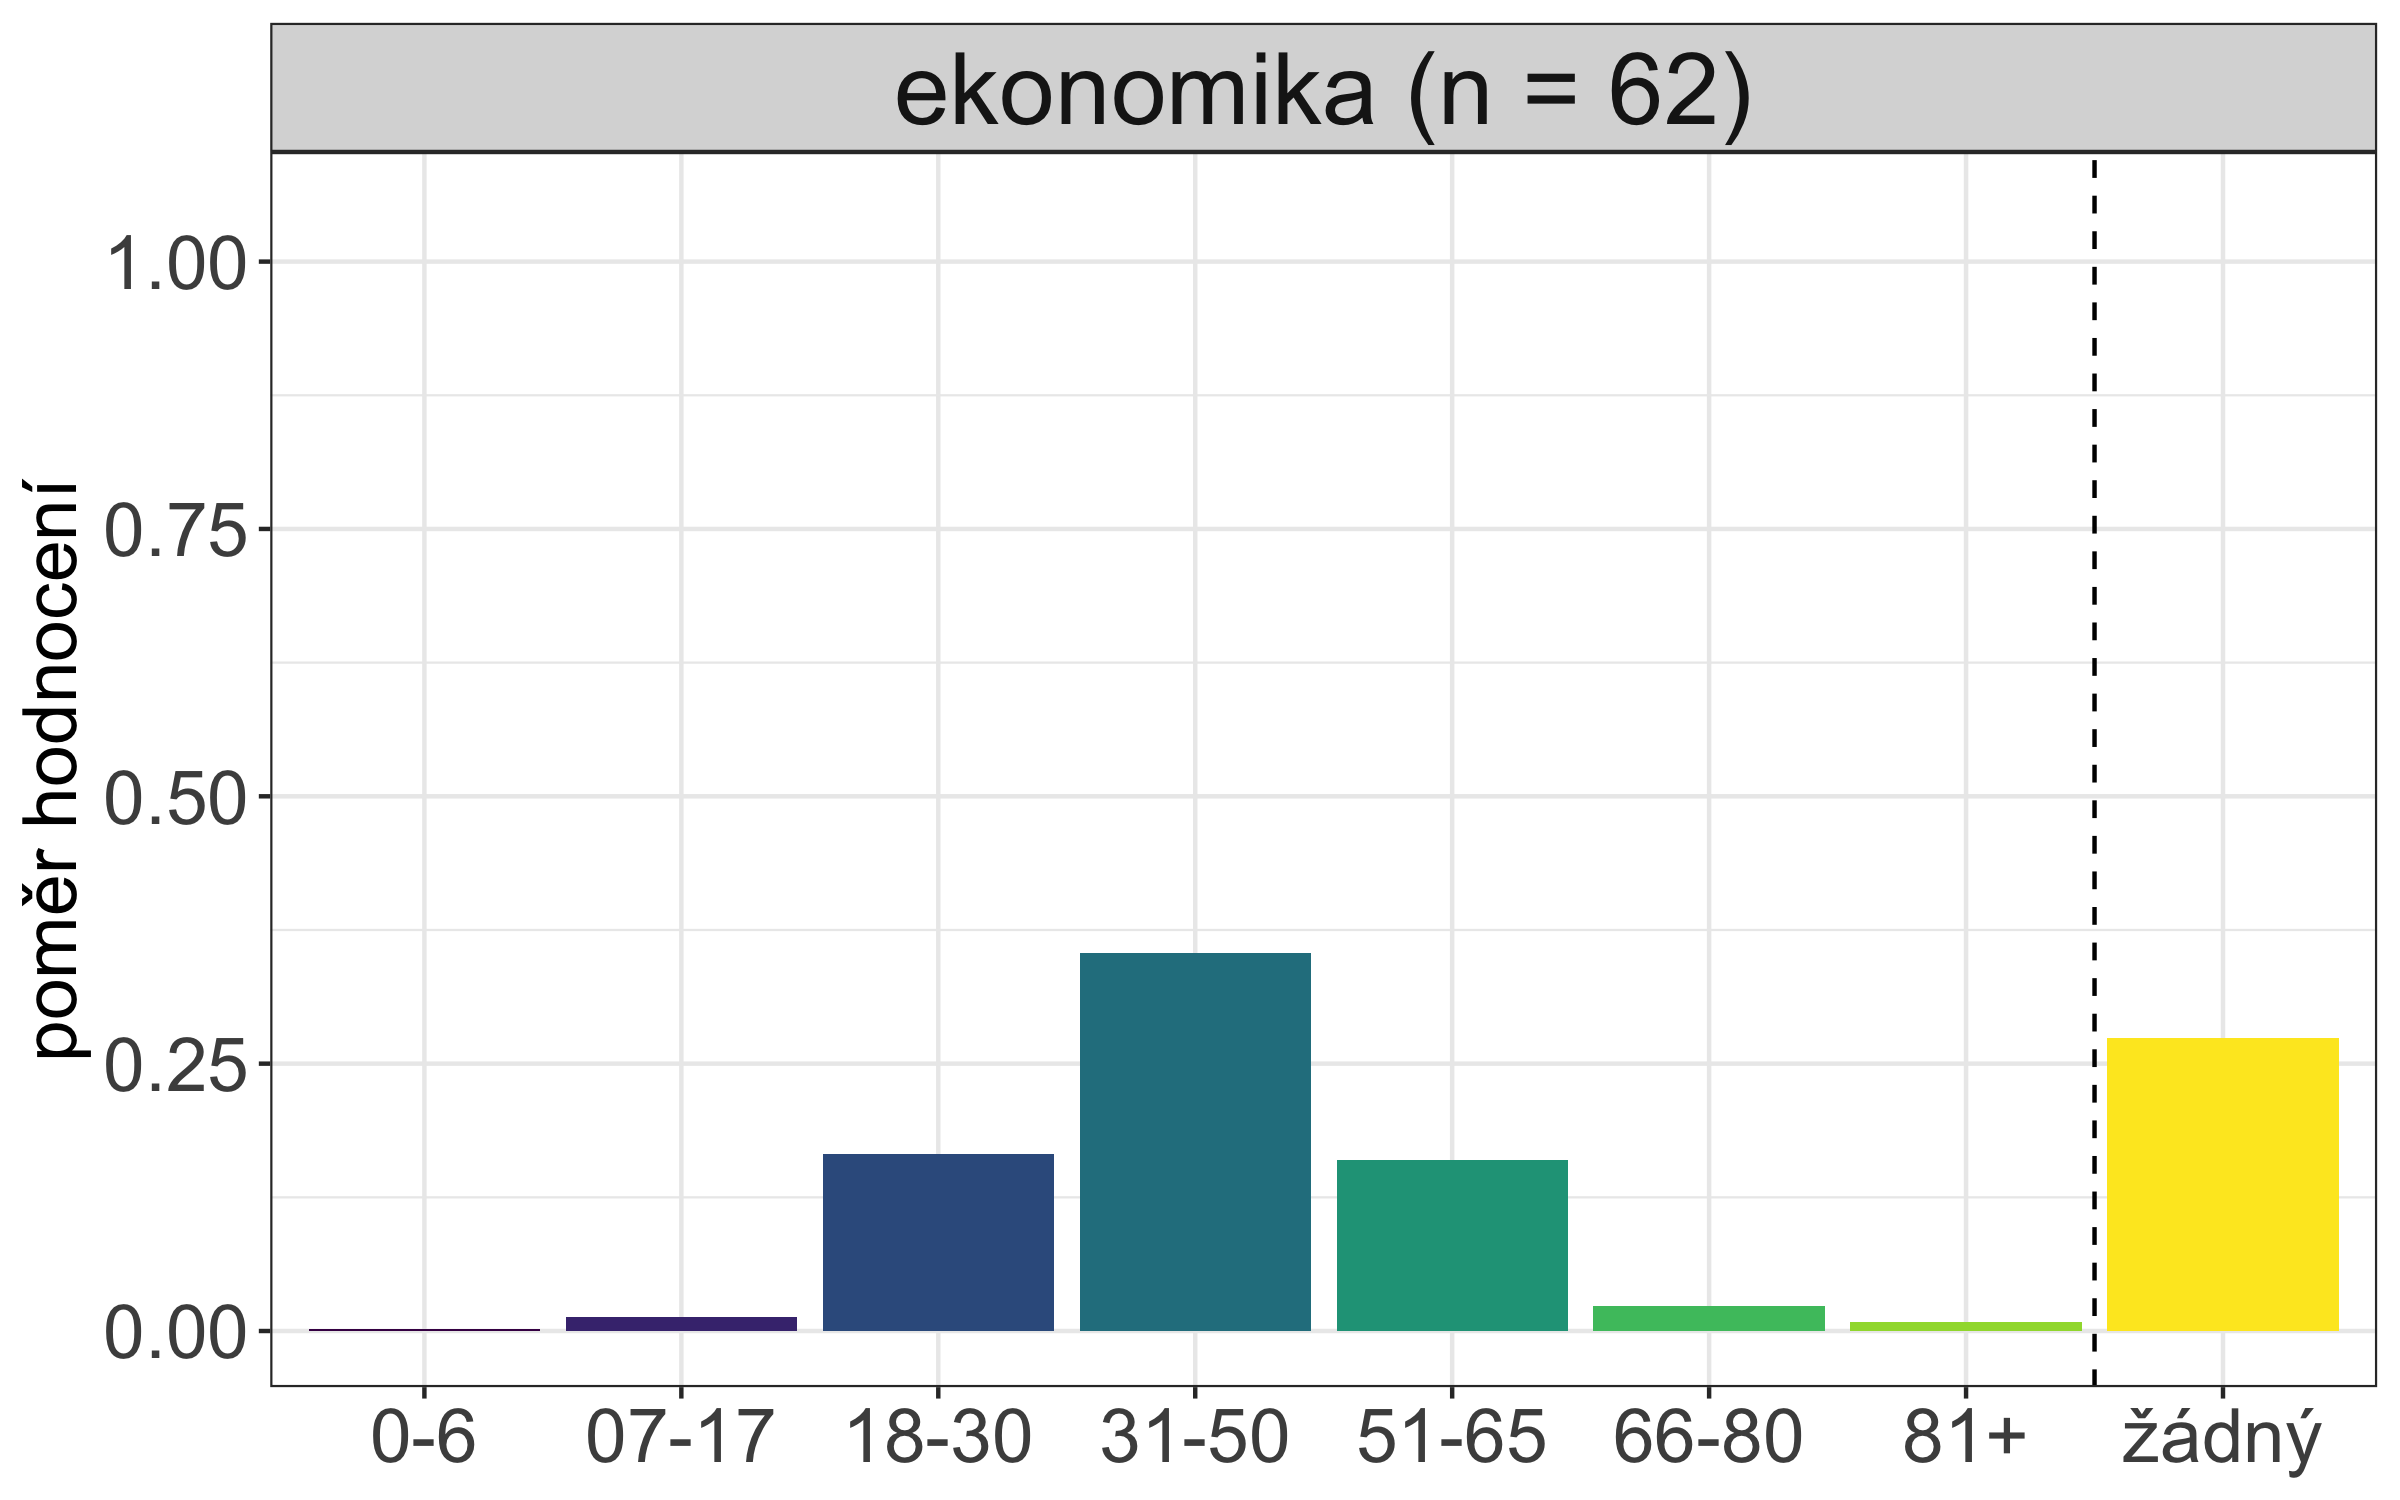 ekonomika (n = 62)
poměr hodnocení
1.00
0.75
0.50
0.25
0.00
0-6 07-17 18-30 31-50 51-65 66-80 81+ žádný